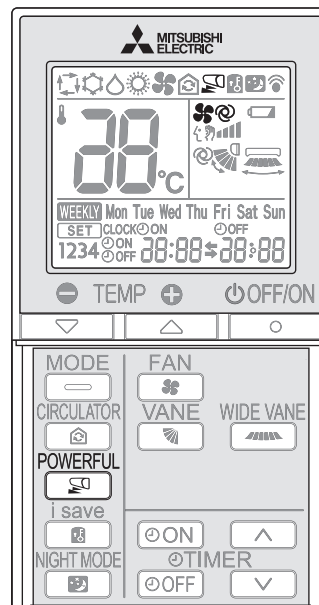 MITSUBISHI
ELECTRIC
88°C
WEEKLY Mon Tue Wed Thu Fri Sat Sun
SET CLOCK ON OFF
1234 ON OFF 88:88 88:88
TEMP OFF/ON
MODE FAN
CIRCULATOR VANE WIDE VANE
POWERFUL
i save
ON
NIGHT MODE TIMER
OFF